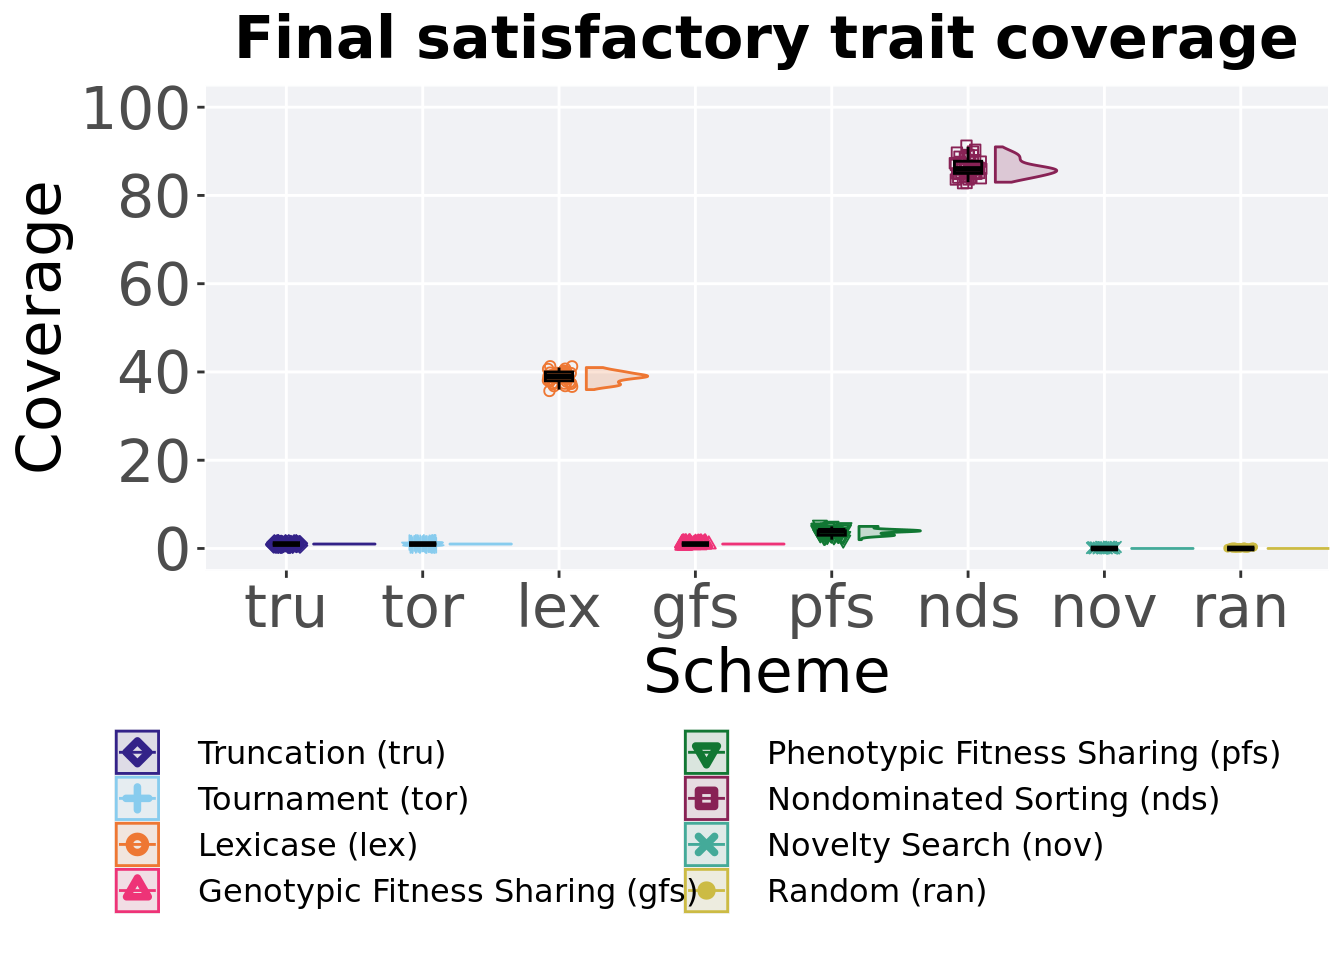 Final satisfactory trait coverage
Coverage
100
80
60
40
20
0
tru tor lex gfs pfs nds nov ran
Scheme
Truncation (tru)
Tournament (tor)
Lexicase (lex)
Genotypic Fitness Sharing (gfs)
Phenotypic Fitness Sharing (pfs)
Nondominated Sorting (nds)
Novelty Search (nov)
Random (ran)